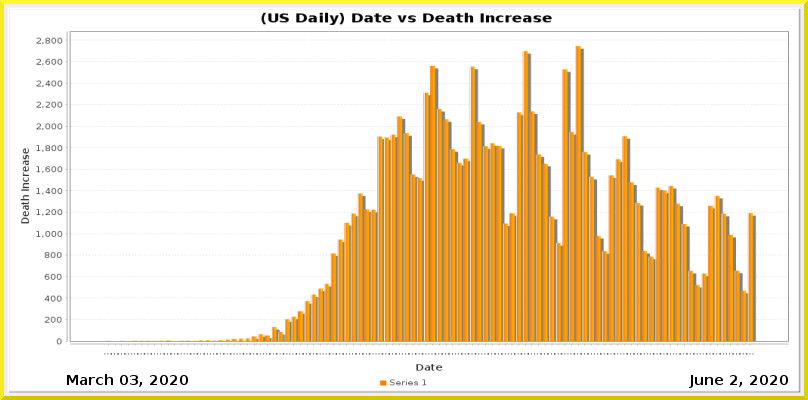 (US Daily) Date vs Death Increase
2,800
2,600
2,400
2,200
2,000
1,800
1,600
1,400
1,200
1,000
800
600
400
200
0
Death Increase
Date
March 03, 2020
Series 1
June 2, 2020